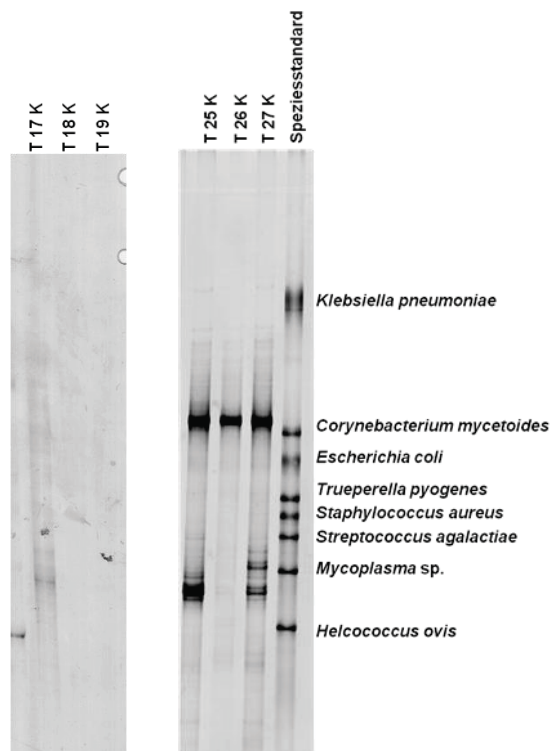 T 17 K
T 18 K
T 19 K
T 25 K
T 26 K
T 27 K
Speziesstandard
Klebsiella pneumoniae
Corynebacterium mycetoides
Escherichia coli
Trueperella pyogenes
Staphylococcus aureus
Streptococcus agalactiae
Mycoplasma sp.
Helcococcus ovis